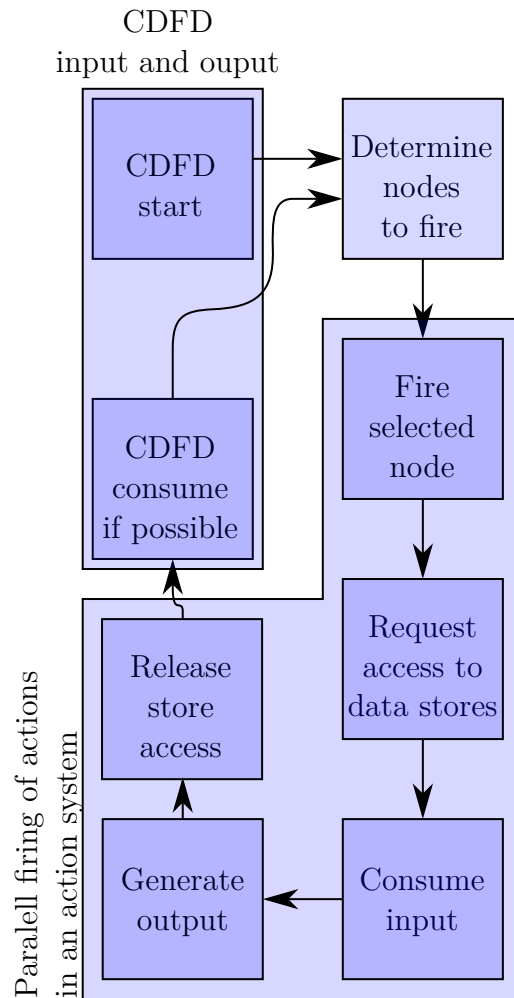 CDFD
input and ouput
CDFD
start
Determine
nodes
to fire
Fire
selected
node
CDFD
consume
if possible
Request
access to
data stores
Release
store
access
Generate
output
Consume
input
Paralell firing of actions
in an action system